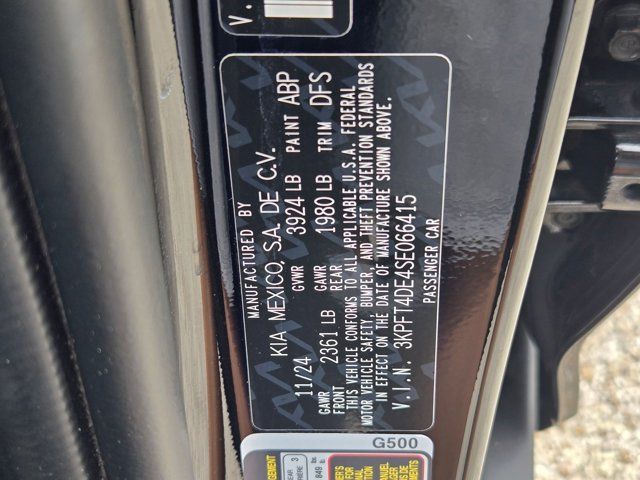 V.I
MANUFACTURED BY
KIA MEXICO, S.A. DE C.V.
11/24 GVWR 3924 LB PAINT ABP
GAWR FRONT 2361 LB GAWR REAR 1980 LB TRIM DFS
THIS VEHICLE CONFORMS TO ALL APPLICABLE U.S.A. FEDERAL
MOTOR VEHICLE SAFETY, BUMPER, AND THEFT PREVENTION STANDARDS
IN EFFECT ON THE DATE OF MANUFACTURE SHOWN ABOVE.
V.I.N. 3KPFT4DE4SE066415
PASSENGER CAR
G500